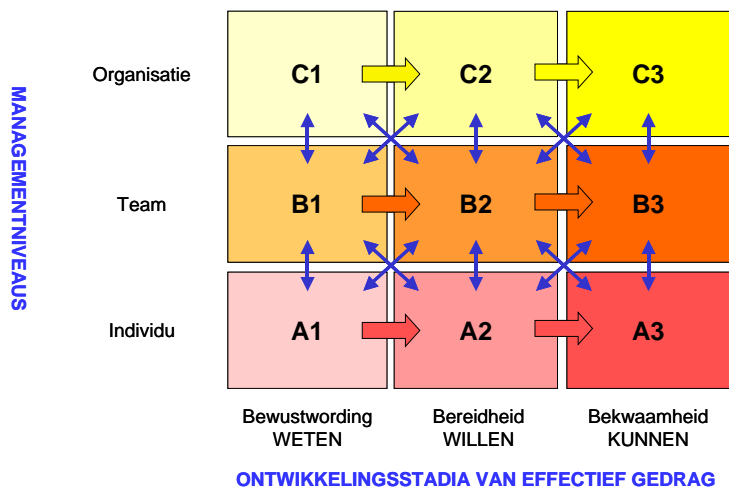 MANAGEMENTNIVEAUS
Organisatie
C1
C2
C3
Team
B1
B2
B3
Individu
A1
A2
A3
Bewustwording
WETEN
Bereidheid
WILLEN
Bekwaamheid
KUNNEN
ONTWIKKELINGSSTADIA VAN EFFECTIEF GEDRAG